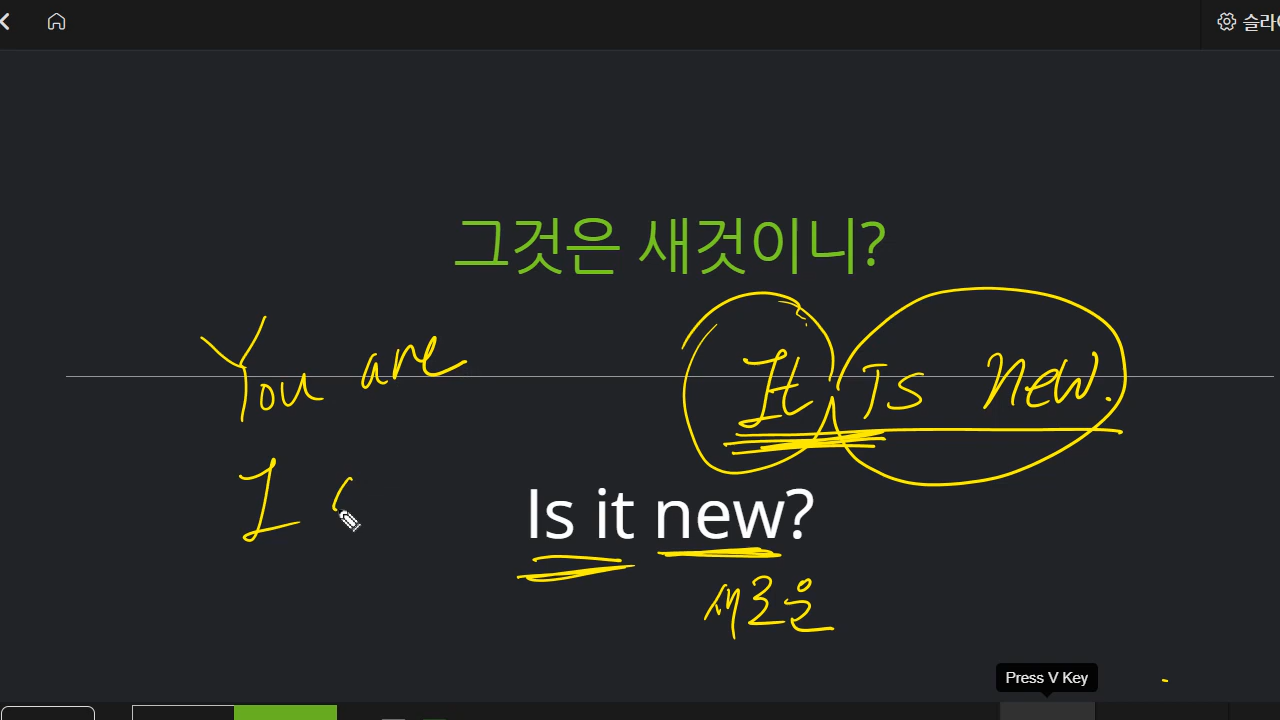 슬라
그것은 새것이니?
You are
It is new.
I
Is it new?
새로운
Press V Key